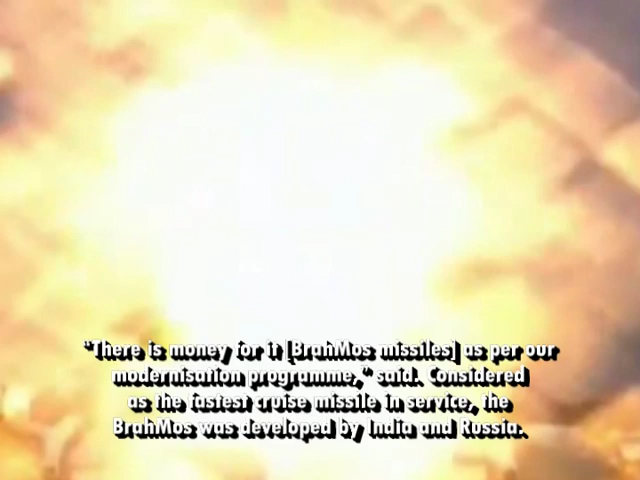 "There is money for it [BrahMos missiles] as per our
modernisation programme," said. Considered
as the fastest cruise missile in service, the
BrahMos was developed by India and Russia.